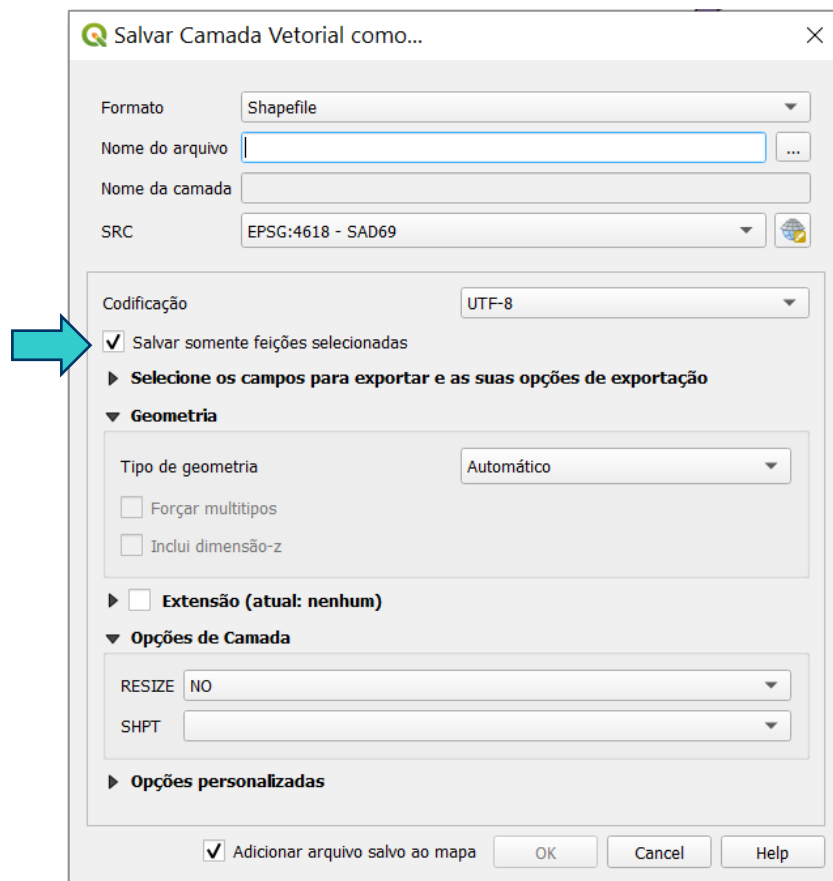 Salvar Camada Vetorial como...
Formato Shapefile
Nome do arquivo ...
Nome da camada
SRC EPSG:4618 - SAD69
Codificação UTF-8
Salvar somente feições selecionadas
Selecione os campos para exportar e as suas opções de exportação
Geometria
Tipo de geometria Automático
Forçar multitipos
Inclui dimensão-z
Extensão (atual: nenhum)
Opções de Camada
RESIZE NO
SHPT
Opções personalizadas
Adicionar arquivo salvo ao mapa OK Cancel Help